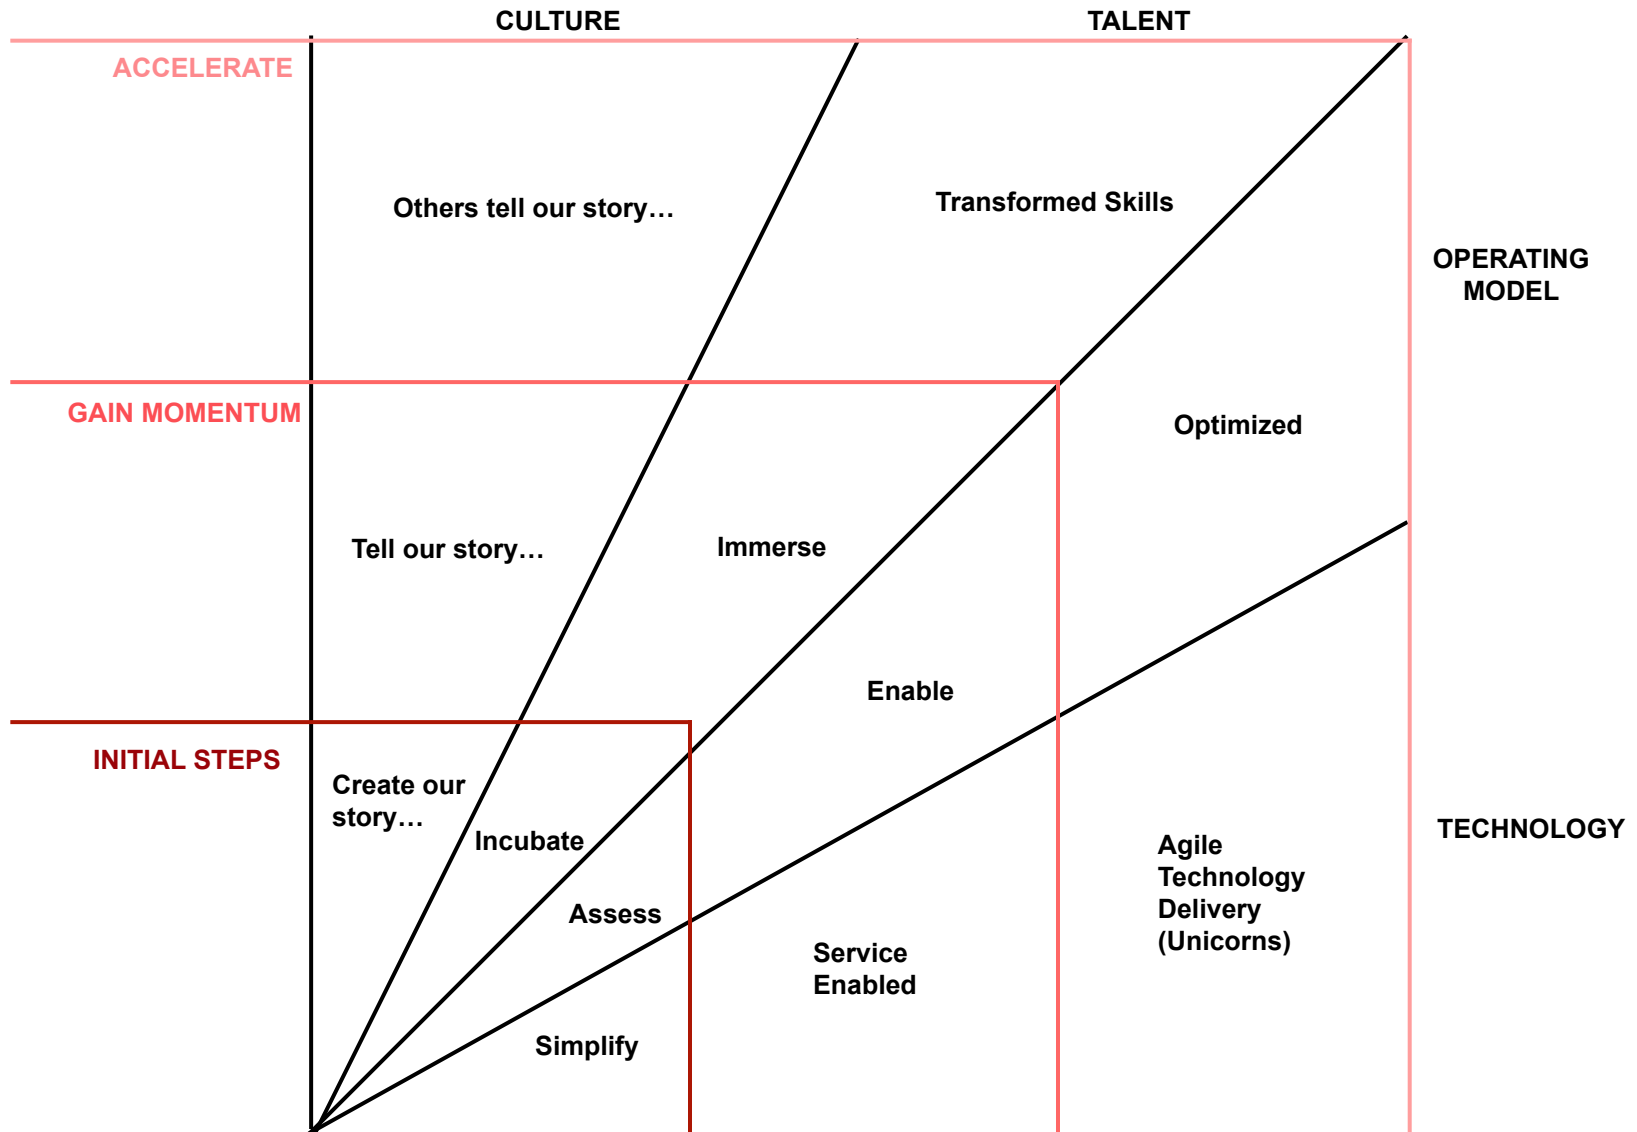 CULTURE
TALENT
ACCELERATE
Others tell our story…
Transformed Skills
OPERATING
MODEL
GAIN MOMENTUM
Optimized
Tell our story…
Immerse
Enable
INITIAL STEPS
Create our
story…
Incubate
TECHNOLOGY
Agile
Technology
Delivery
(Unicorns)
Assess
Service
Enabled
Simplify